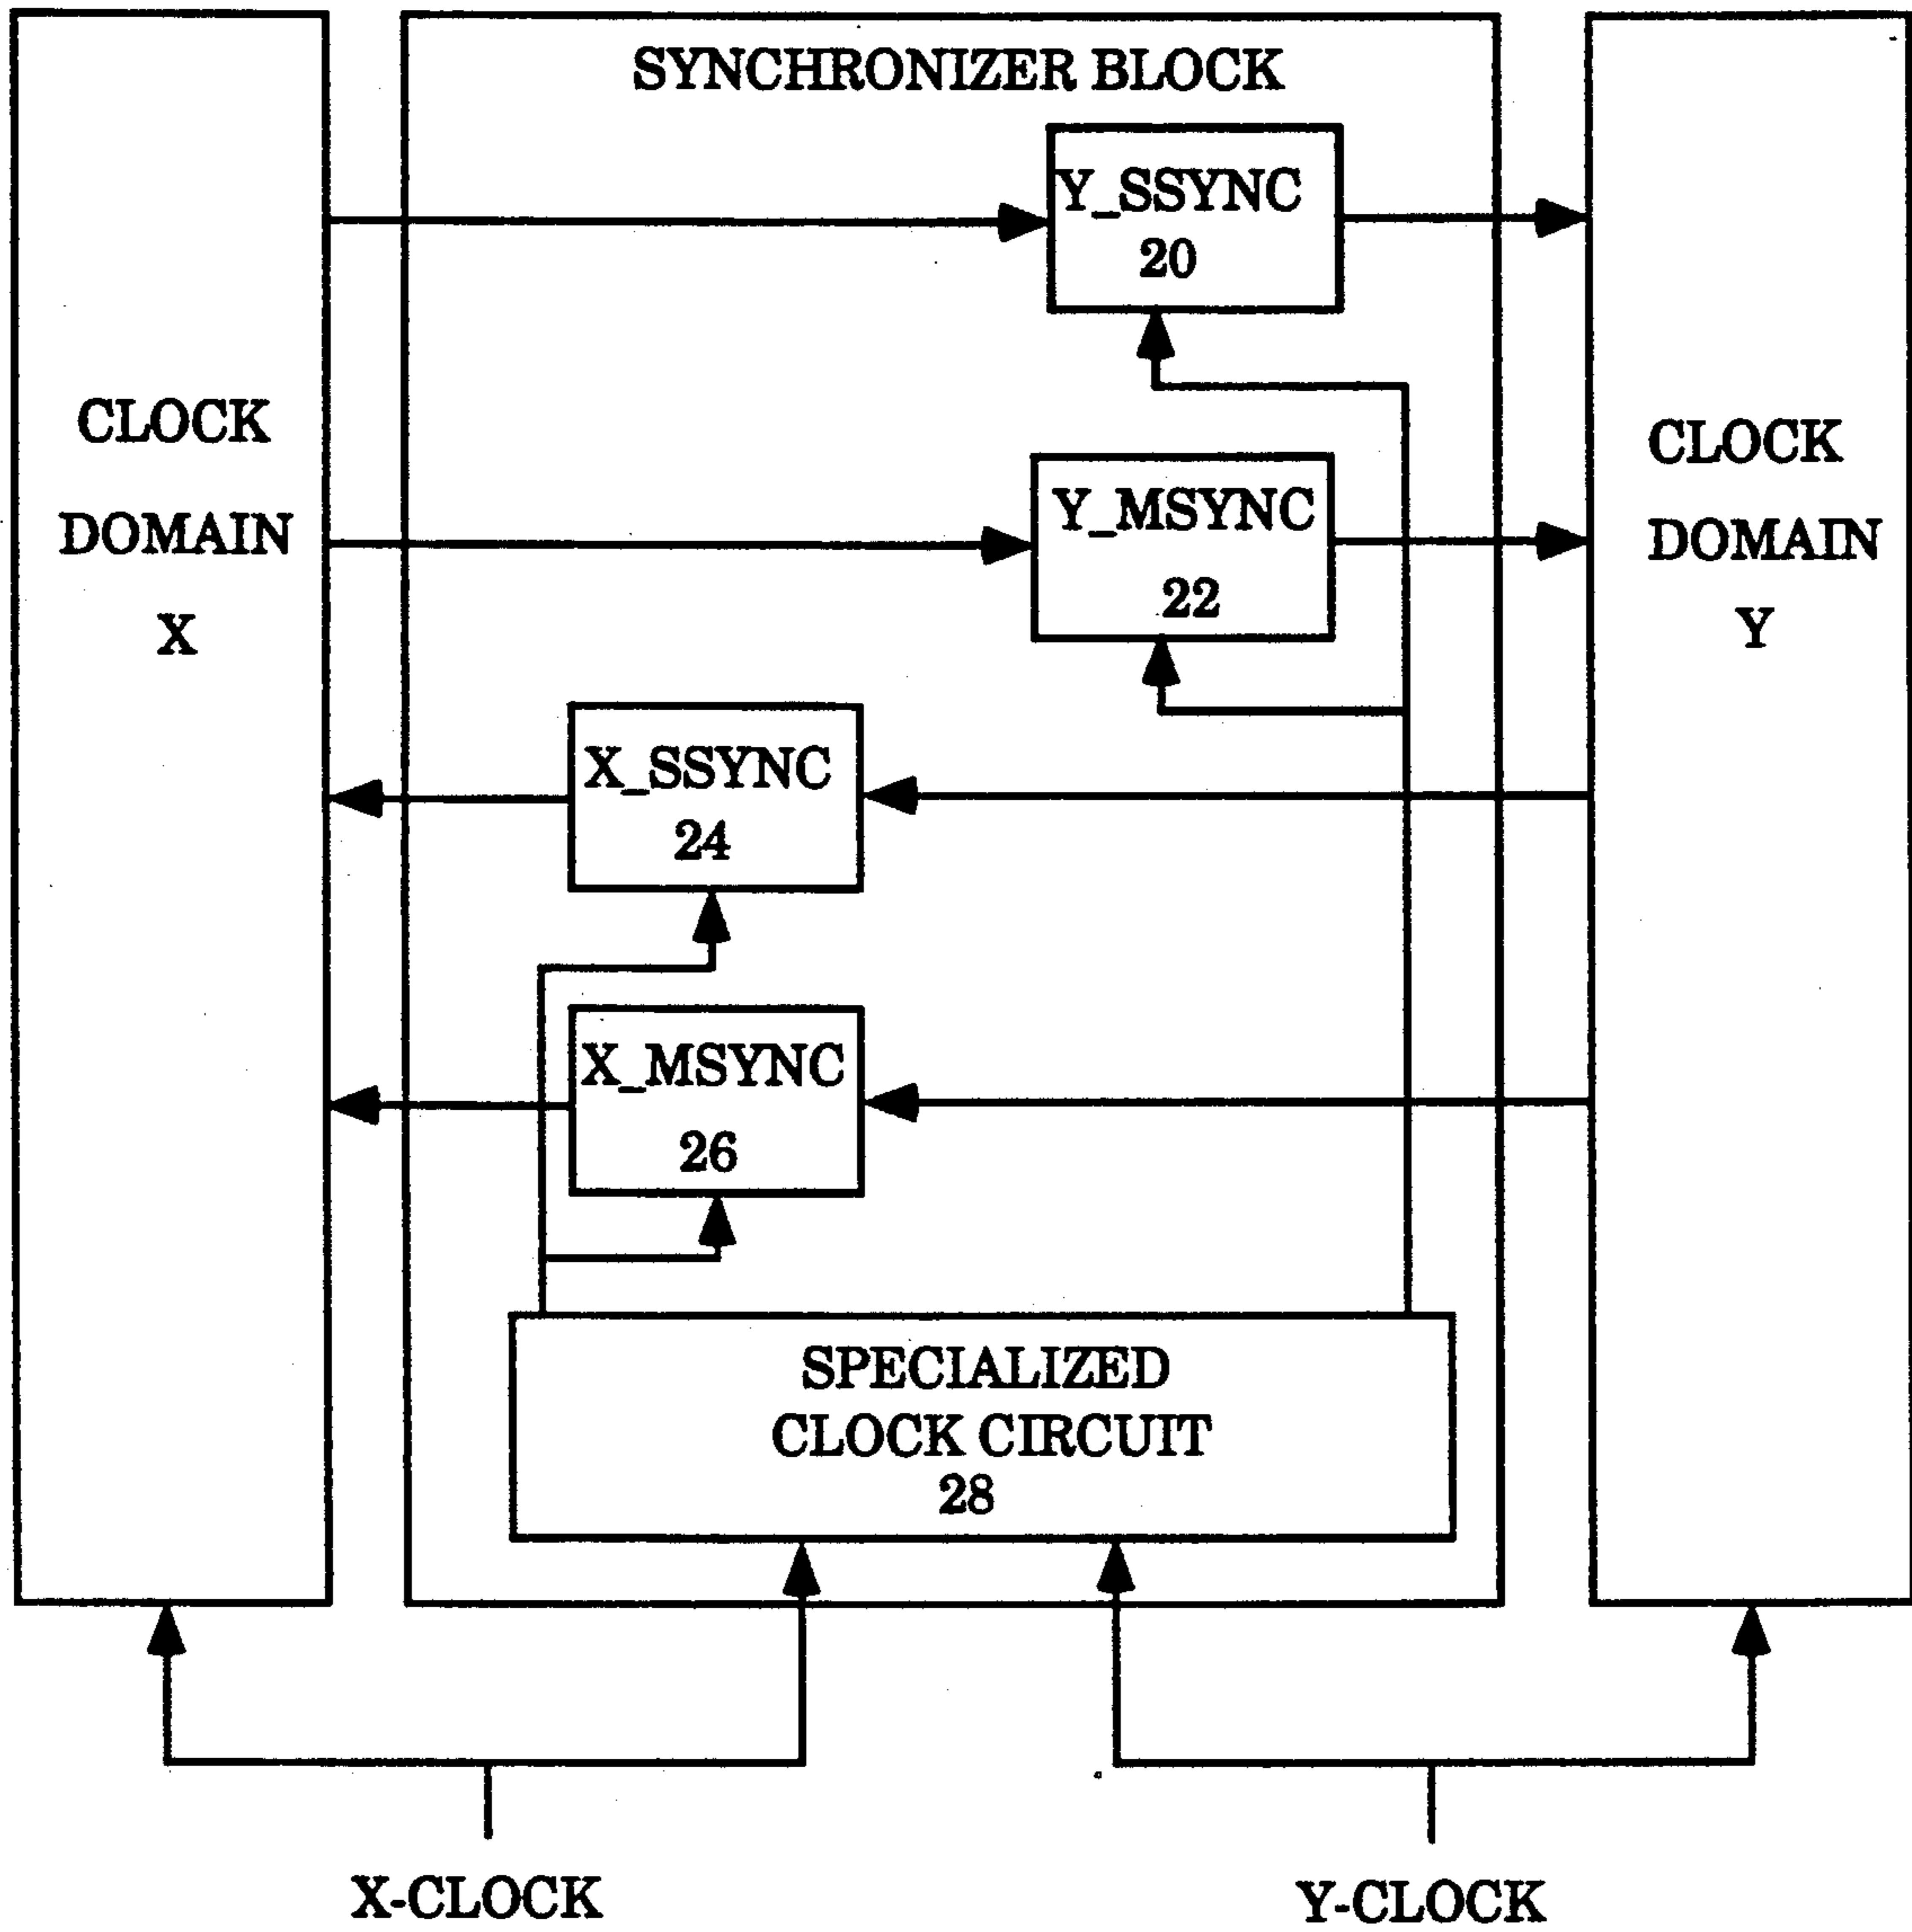 SYNCHRONIZER BLOCK
Y_SSYNC
20
CLOCK
DOMAIN
X
Y_MSYNC
22
CLOCK
DOMAIN
Y
X_SSYNC
24
X_MSYNC
26
SPECIALIZED
CLOCK CIRCUIT
28
X-CLOCK
Y-CLOCK